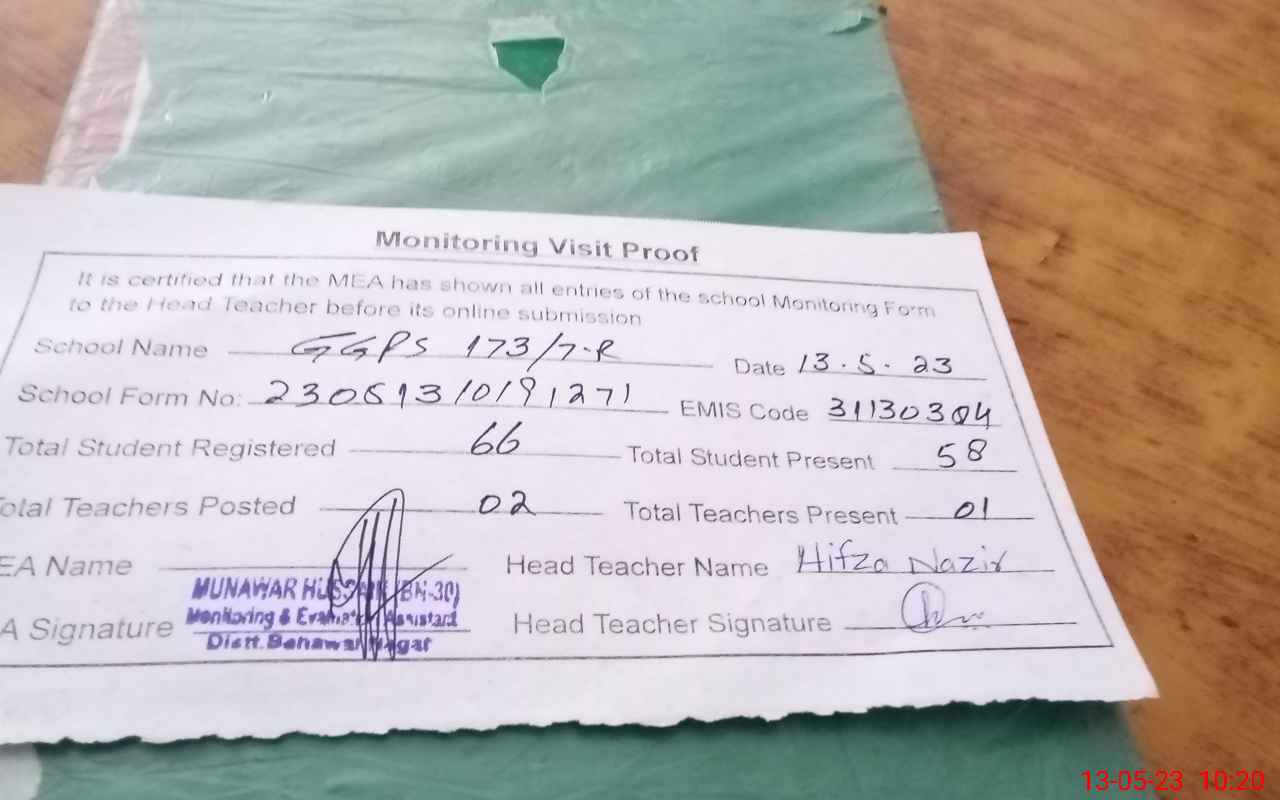 Monitoring Visit Proof
It is certified that the MEA has shown all entries of the school Monitoring Form
to the Head Teacher before its online submission
School Name GGPS 173/7-R Date 13.5.23
School Form No: 23051310191271 EMIS Code 31130304
Total Student Registered 66 Total Student Present 58
otal Teachers Posted 02 Total Teachers Present 01
EA Name Head Teacher Name Hifza Nazir
MUNAWAR HUSSAIN (BN-30)
Monitoring & Evaluation Assistant
A Signature Head Teacher Signature
Distt. Bahawal Nagar
13-05-23 10:20